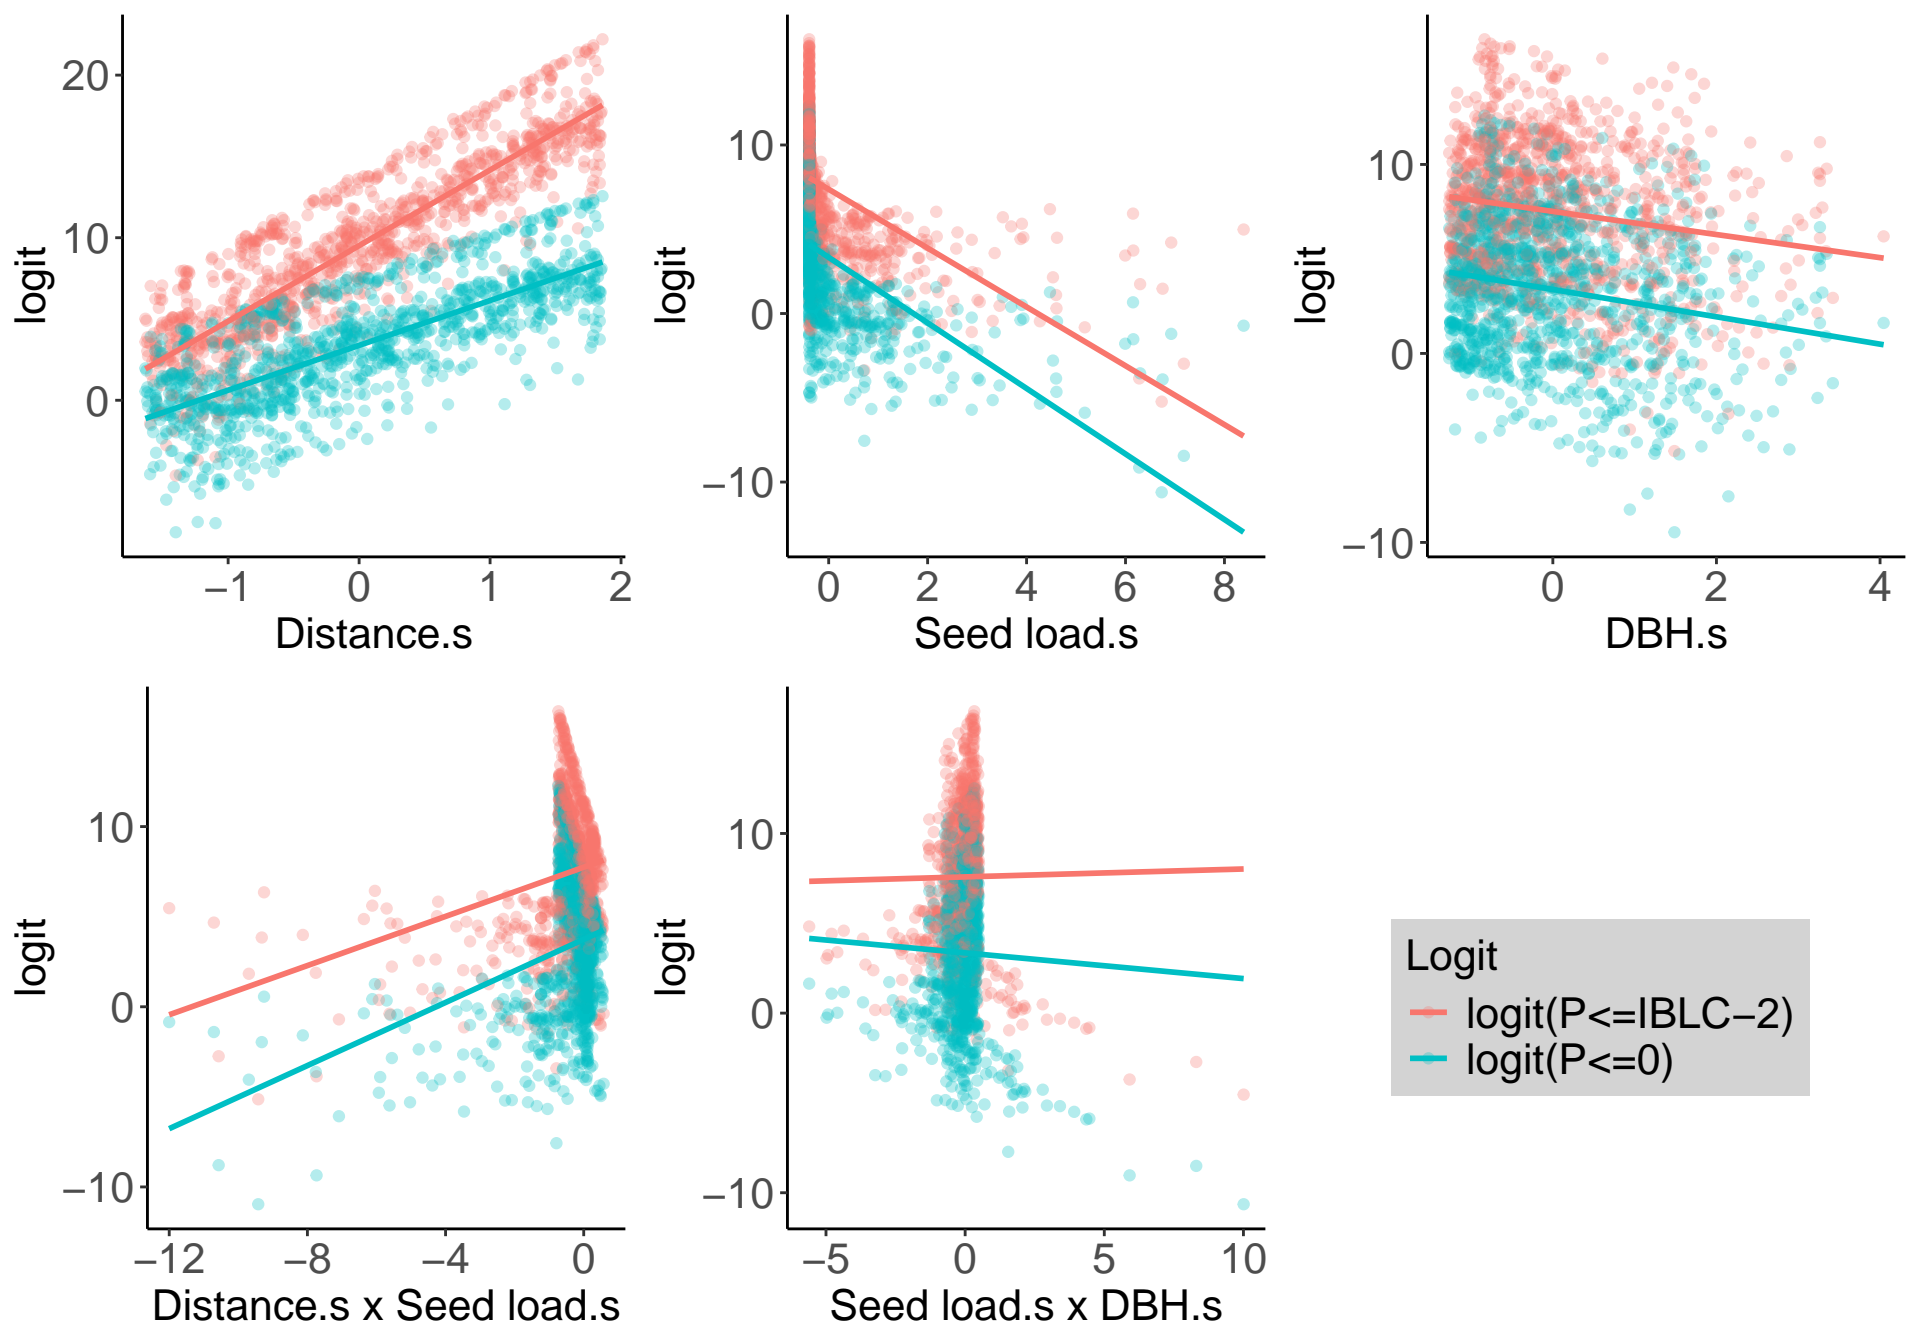 logit
20
10
0
−1
0
1
2
Distance.s
logit
10
0
−10
0
2
4
6
8
Seed load.s
logit
10
0
−10
0
2
4
DBH.s
logit
10
0
−10
−12
−8
−4
0
Distance.s x Seed load.s
logit
10
0
−10
−5
0
5
10
Seed load.s x DBH.s
Logit
logit(P<=IBLC−2)
logit(P<=0)